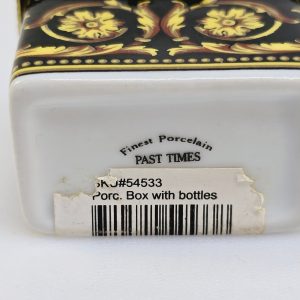 Finest Porcelain
PAST TIMES
SKU#54533
Porc. Box with bottles